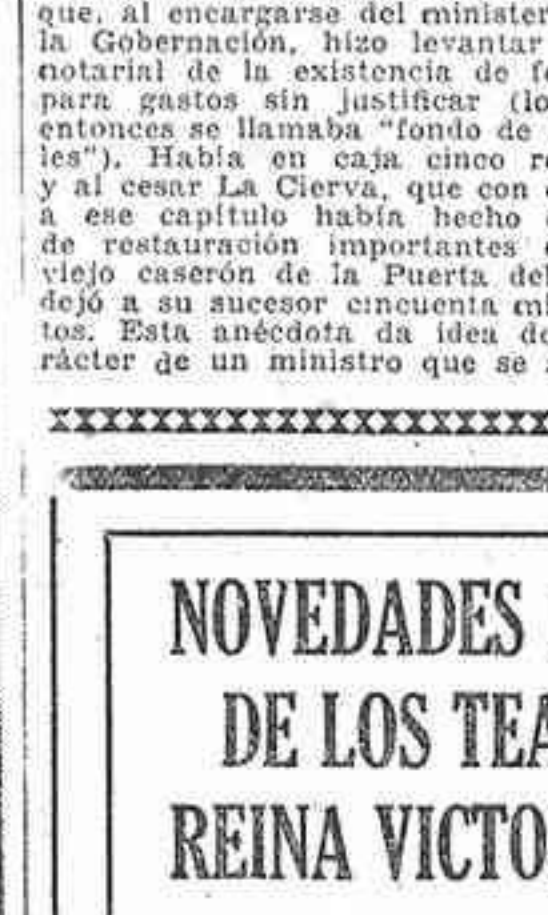 que, al encargarse del minister
la Gobernación, hizo levantar
notarial de la existencia de f
para gastos sin justificar (lo
entonces se llamaba "fondo de
les"). Había en caja cinco re
y al cesar La Cierva, que con
a ese capítulo había hecho
de restauración importantes
viejo caserón de la Puerta del
dejó a su sucesor cincuenta mi
tos. Esta anécdota da idea de
rácter de un ministro que se
NOVEDADES
DE LOS TEA
REINA VICTO